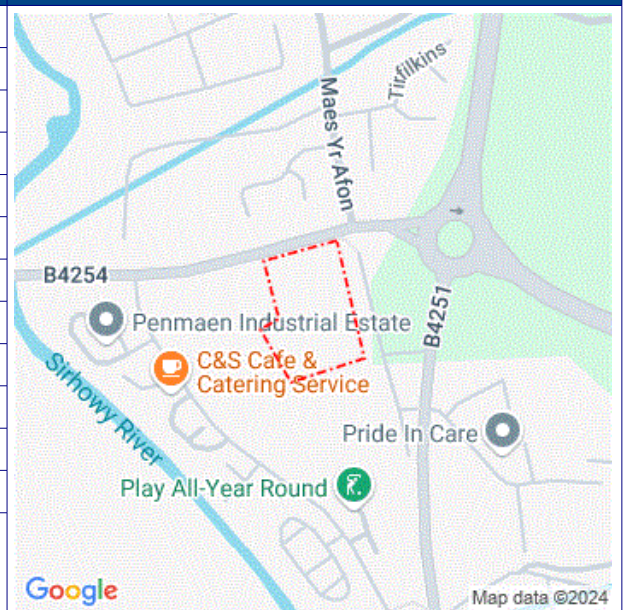 Tirfilkins
Maes Yr Afon
B4254
B4251
Penmaen Industrial Estate
C&S Cafe &
Catering Service
Sirhowy River
Pride In Care
Play All-Year Round
Google
Map data ©2024